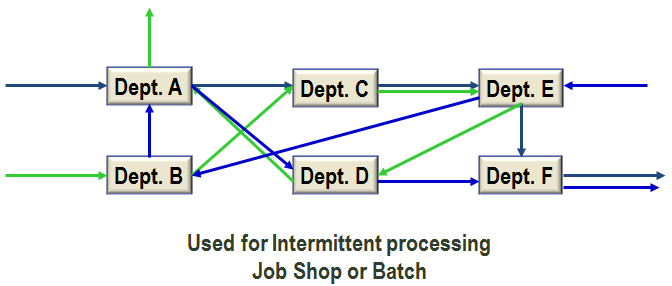 Dept. A
Dept. C
Dept. E
Dept. B
Dept. D
Dept. F
Used for Intermittent processing
Job Shop or Batch